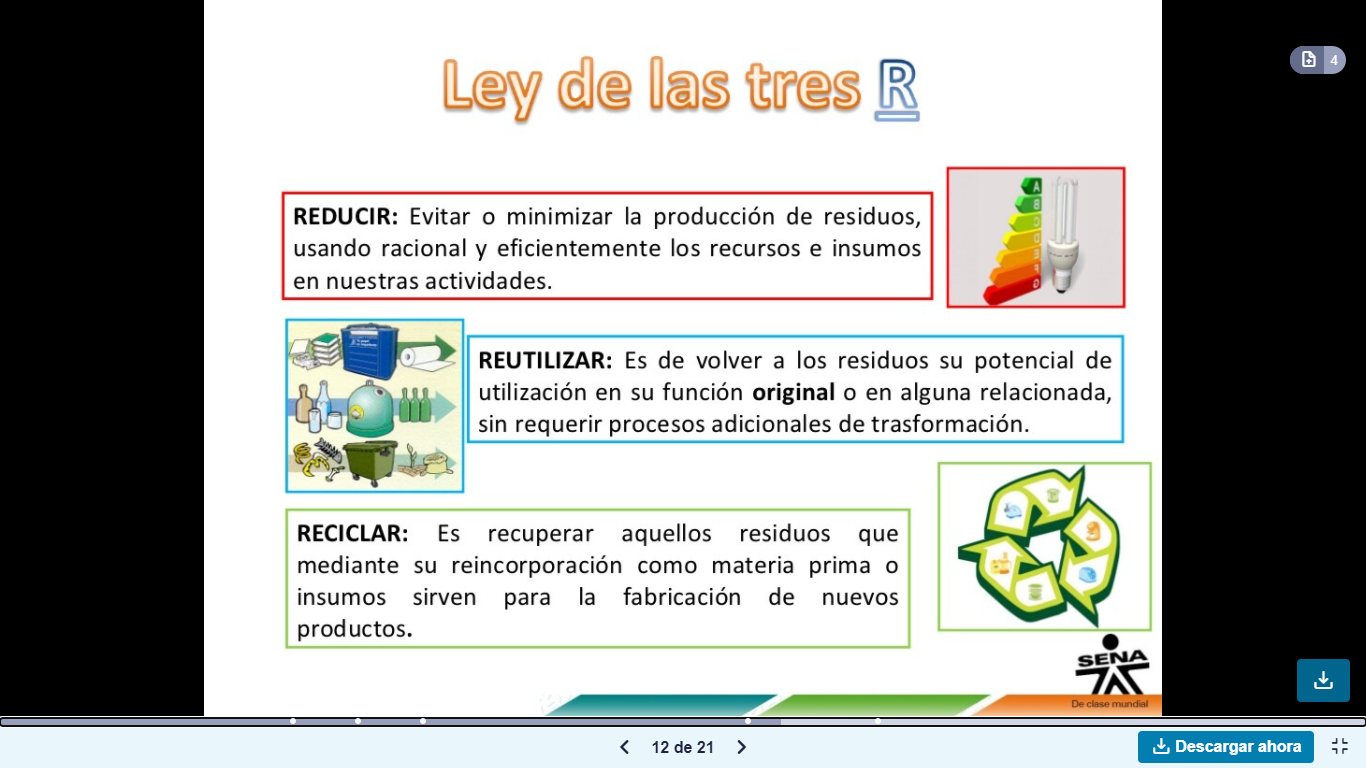 Ley de las tres R
4
REDUCIR: Evitar o minimizar la producción de residuos,
usando racional y eficientemente los recursos e insumos
en nuestras actividades.
A
B
REUTILIZAR: Es de volver a los residuos su potencial de
utilización en su función original o en alguna relacionada,
sin requerir procesos adicionales de trasformación.
RECICLAR: Es recuperar aquellos residuos que
mediante su reincorporación como materia prima o
insumos sirven para la fabricación de nuevos
productos.
SENA
De clase mundial
12 de 21
Descargar ahora